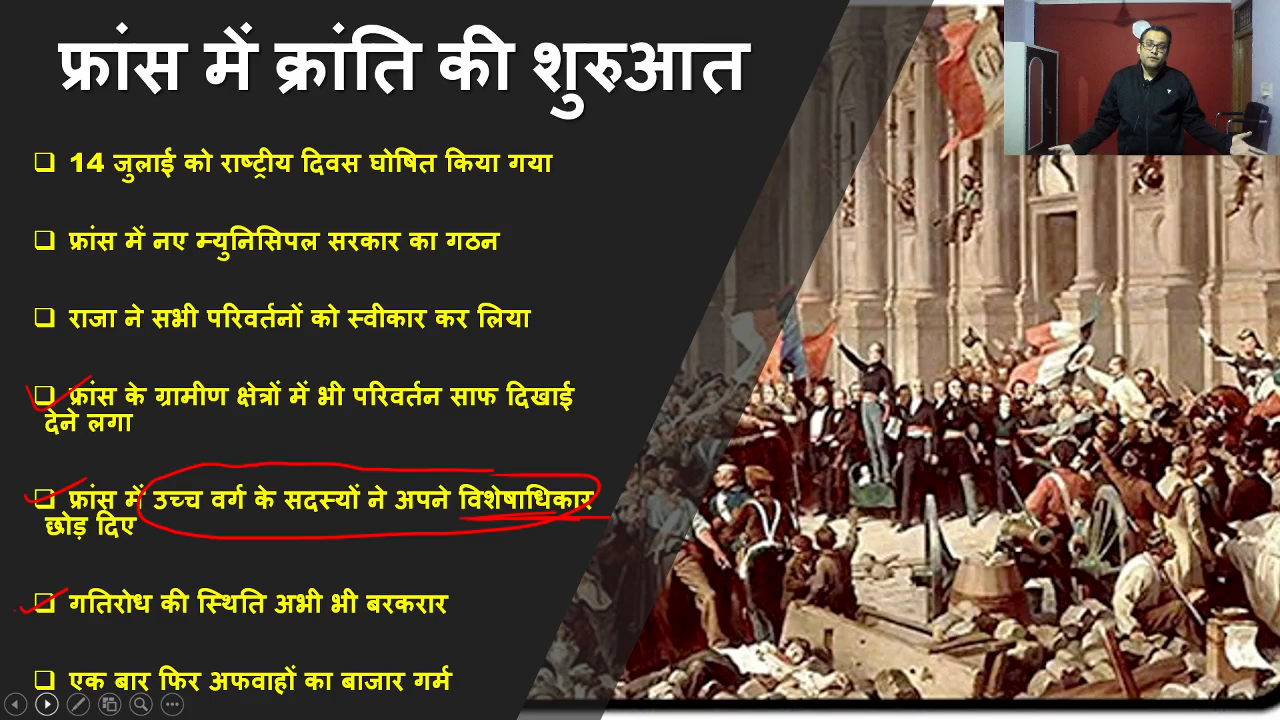 फ्रांस में क्रांति की शुरुआत
14 जुलाई को राष्ट्रीय दिवस घोषित किया गया
फ्रांस में नए म्युनिसिपल सरकार का गठन
राजा ने सभी परिवर्तनों को स्वीकार कर लिया
फ्रांस के ग्रामीण क्षेत्रों में भी परिवर्तन साफ दिखाई
देने लगा
फ्रांस में उच्च वर्ग के सदस्यों ने अपने विशेषाधिकार
छोड़ दिए
गतिरोध की स्थिति अभी भी बरकरार
एक बार फिर अफवाहों का बाजार गर्म